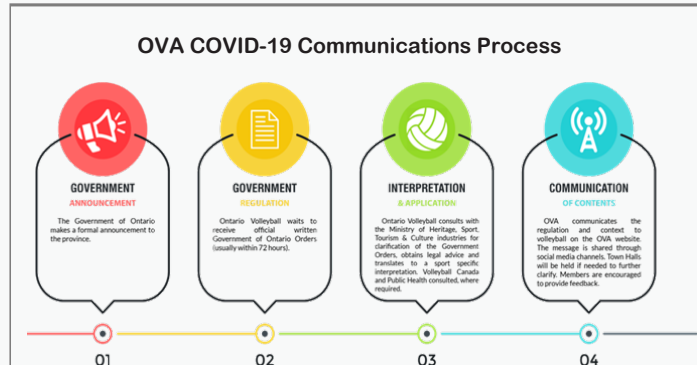 OVA COVID-19 Communications Process
GOVERNMENT
ANNOUNCEMENT
The Government of Ontario
makes a formal announcement to
the province.
GOVERNMENT
REGULATION
Ontario Volleyball waits to
receive official written
Government of Ontario Orders
(usually within 72 hours).
INTERPRETATION
& APPLICATION
Ontario Volleyball consults with
the Ministry of Heritage, Sport,
Tourism & Culture industries for
clarification of the Government
Orders, obtains legal advice and
translates to a sport specific
interpretation. Volleyball Canada
and Public Health consulted, where
required.
COMMUNICATION
OF CONTENTS
OVA communicates the
regulation and context to
volleyball on the OVA website.
The message is shared through
social media channels. Town Halls
will be held if needed to further
clarify. Members are encouraged
to provide feedback.
01
02
03
04